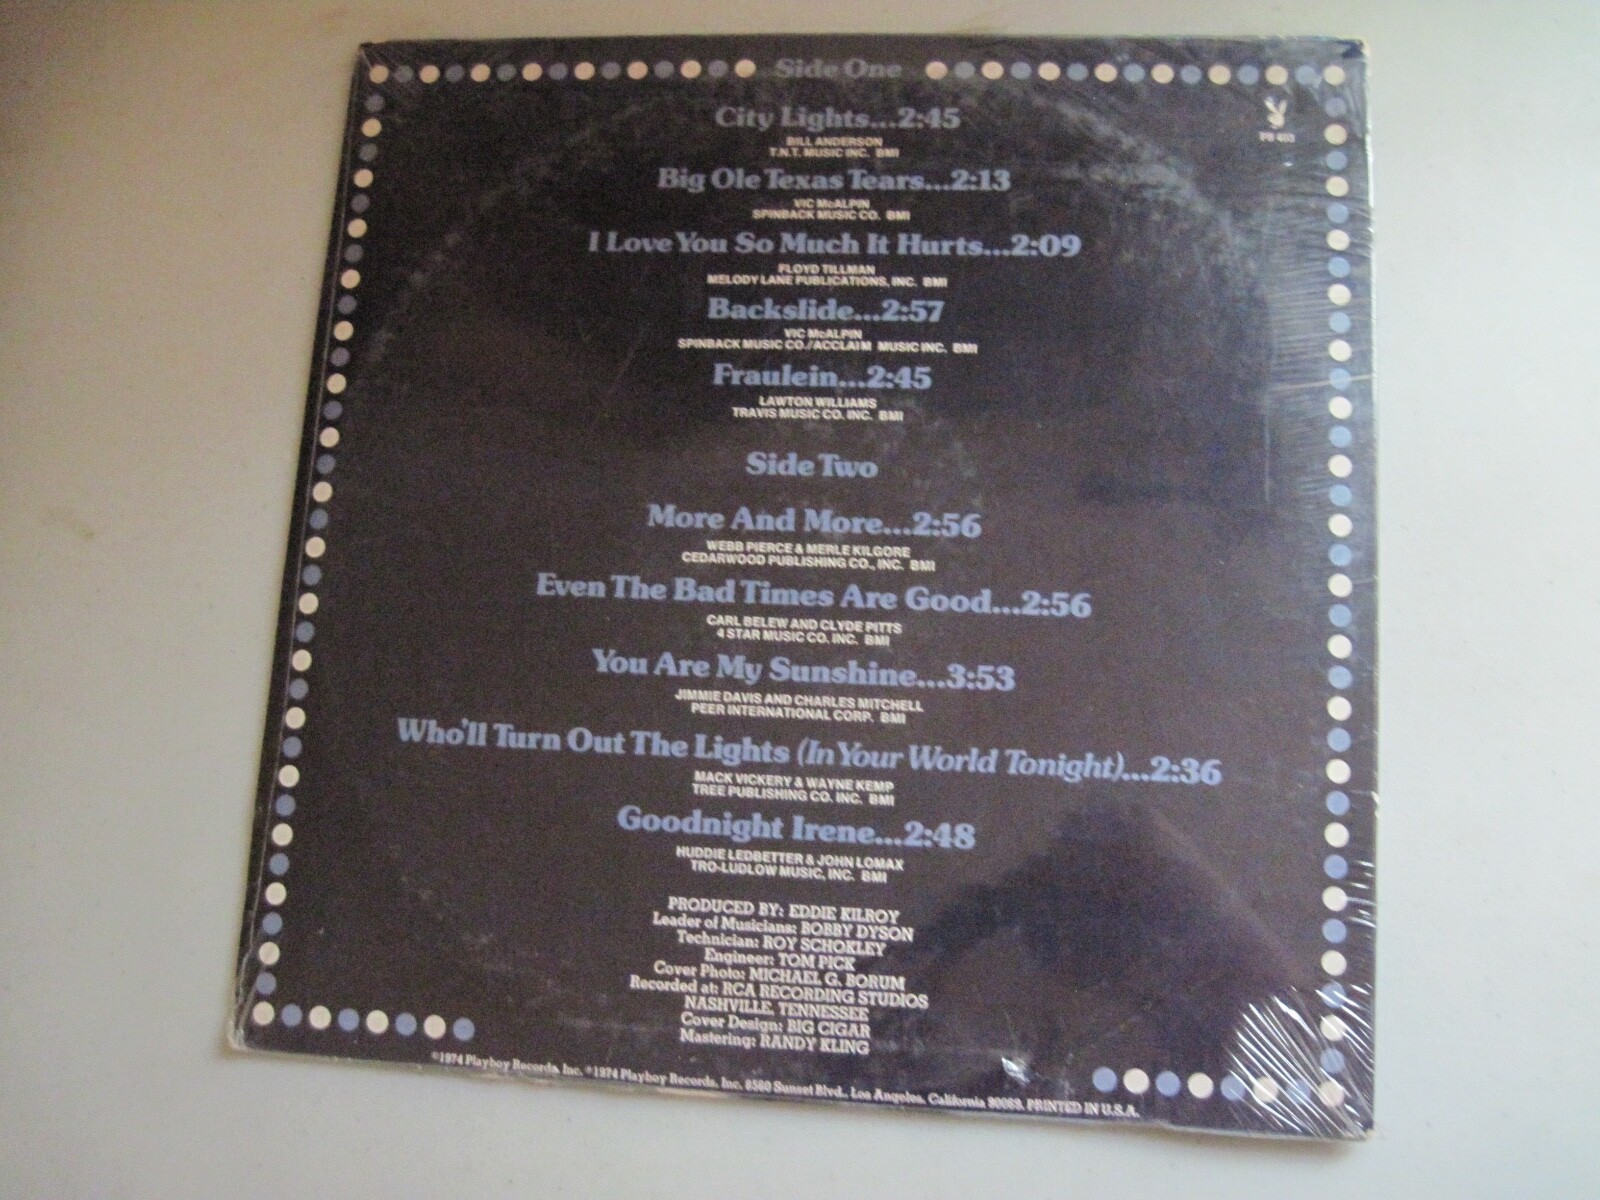 Side One
City Lights...2:45
BILL ANDERSON
T.N.T. MUSIC INC. BMI
PB 403
Big Ole Texas Tears...2:13
VIC McALPIN
SPINBACK MUSIC CO. BMI
I Love You So Much It Hurts...2:09
FLOYD TILLMAN
MELODY LANE PUBLICATIONS, INC. BMI
Backslide...2:57
VIC McALPIN
SPINBACK MUSIC CO./ACCLAIM MUSIC INC. BMI
Fraulein...2:45
LAWTON WILLIAMS
TRAVIS MUSIC CO. INC. BMI
Side Two
More And More...2:56
WEBB PIERCE & MERLE KILGORE
CEDARWOOD PUBLISHING CO., INC. BMI
Even The Bad Times Are Good...2:56
CARL BELEW AND CLYDE PITTS
4 STAR MUSIC CO. INC. BMI
You Are My Sunshine...3:53
JIMMIE DAVIS AND CHARLES MITCHELL
PEER INTERNATIONAL CORP. BMI
Who'll Turn Out The Lights (In Your World Tonight)...2:36
MACK VICKERY & WAYNE KEMP
TREE PUBLISHING CO. INC. BMI
Goodnight Irene...2:48
HUDDIE LEDBETTER & JOHN LOMAX
TRO-LUDLOW MUSIC, INC. BMI
PRODUCED BY: EDDIE KILROY
Leader of Musicians: BOBBY DYSON
Technician: ROY SCHOKLEY
Engineer: TOM PICK
Cover Photo: MICHAEL G. BORUM
Recorded at: RCA RECORDING STUDIOS
NASHVILLE, TENNESSEE
Cover Design: BIG CIGAR
Mastering: RANDY KLING
©1974 Playboy Records, Inc. ℗1974 Playboy Records, Inc. 8560 Sunset Blvd., Los Angeles, California 90069. PRINTED IN U.S.A.